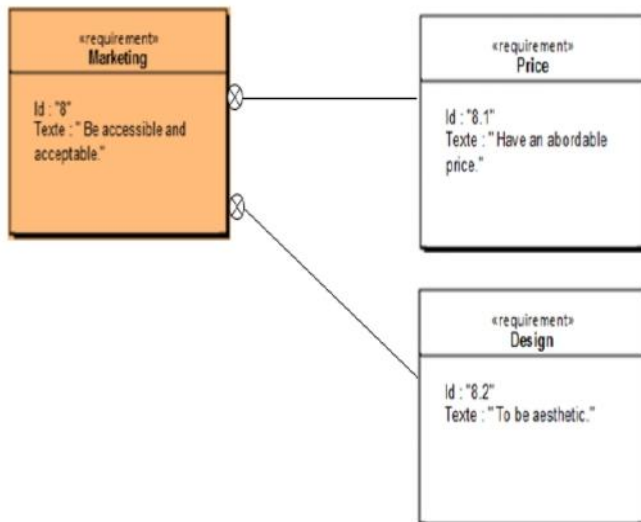 «requirement»
Marketing
Id : "8"
Texte : " Be accessible and
acceptable."
«requirement»
Price
Id : "8.1"
Texte : " Have an abordable
price."
«requirement»
Design
Id : "8.2"
Texte : " To be aesthetic."